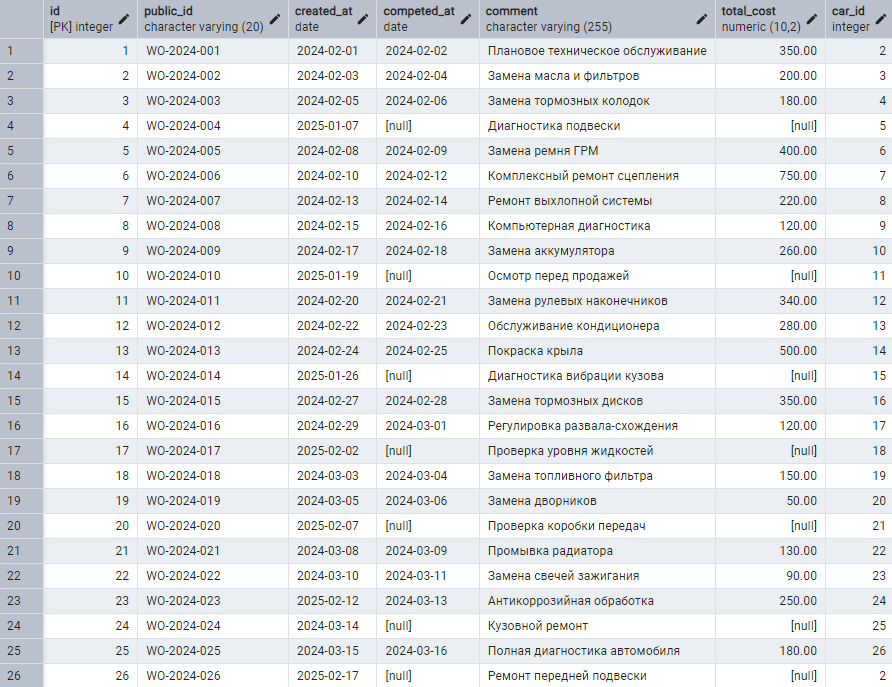 id public_id created_at competed_at comment total_cost car_id
[PK] integer character varying (20) date date character varying (255) numeric (10,2) integer
1 1 WO-2024-001 2024-02-01 2024-02-02 Плановое техническое обслуживание 350.00 2
2 2 WO-2024-002 2024-02-03 2024-02-04 Замена масла и фильтров 200.00 3
3 3 WO-2024-003 2024-02-05 2024-02-06 Замена тормозных колодок 180.00 4
4 4 WO-2024-004 2025-01-07 [null] Диагностика подвески [null] 5
5 5 WO-2024-005 2024-02-08 2024-02-09 Замена ремня ГРМ 400.00 6
6 6 WO-2024-006 2024-02-10 2024-02-12 Комплексный ремонт сцепления 750.00 7
7 7 WO-2024-007 2024-02-13 2024-02-14 Ремонт выхлопной системы 220.00 8
8 8 WO-2024-008 2024-02-15 2024-02-16 Компьютерная диагностика 120.00 9
9 9 WO-2024-009 2024-02-17 2024-02-18 Замена аккумулятора 260.00 10
10 10 WO-2024-010 2025-01-19 [null] Осмотр перед продажей [null] 11
11 11 WO-2024-011 2024-02-20 2024-02-21 Замена рулевых наконечников 340.00 12
12 12 WO-2024-012 2024-02-22 2024-02-23 Обслуживание кондиционера 280.00 13
13 13 WO-2024-013 2024-02-24 2024-02-25 Покраска крыла 500.00 14
14 14 WO-2024-014 2025-01-26 [null] Диагностика вибрации кузова [null] 15
15 15 WO-2024-015 2024-02-27 2024-02-28 Замена тормозных дисков 350.00 16
16 16 WO-2024-016 2024-02-29 2024-03-01 Регулировка развала-схождения 120.00 17
17 17 WO-2024-017 2025-02-02 [null] Проверка уровня жидкостей [null] 18
18 18 WO-2024-018 2024-03-03 2024-03-04 Замена топливного фильтра 150.00 19
19 19 WO-2024-019 2024-03-05 2024-03-06 Замена дворников 50.00 20
20 20 WO-2024-020 2025-02-07 [null] Проверка коробки передач [null] 21
21 21 WO-2024-021 2024-03-08 2024-03-09 Промывка радиатора 130.00 22
22 22 WO-2024-022 2024-03-10 2024-03-11 Замена свечей зажигания 90.00 23
23 23 WO-2024-023 2025-02-12 2024-03-13 Антикоррозийная обработка 250.00 24
24 24 WO-2024-024 2024-03-14 [null] Кузовной ремонт [null] 25
25 25 WO-2024-025 2024-03-15 2024-03-16 Полная диагностика автомобиля 180.00 26
26 26 WO-2024-026 2025-02-17 [null] Ремонт передней подвески [null] 2